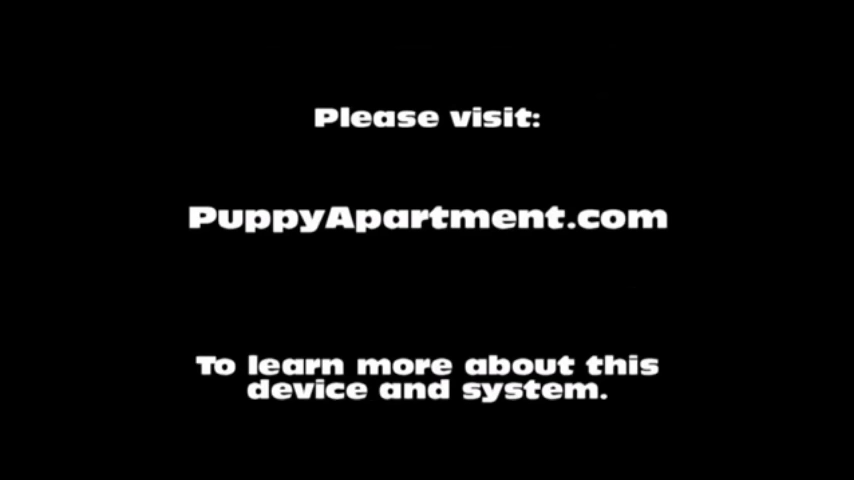 Please visit:
PuppyApartment.com
To learn more about this
device and system.